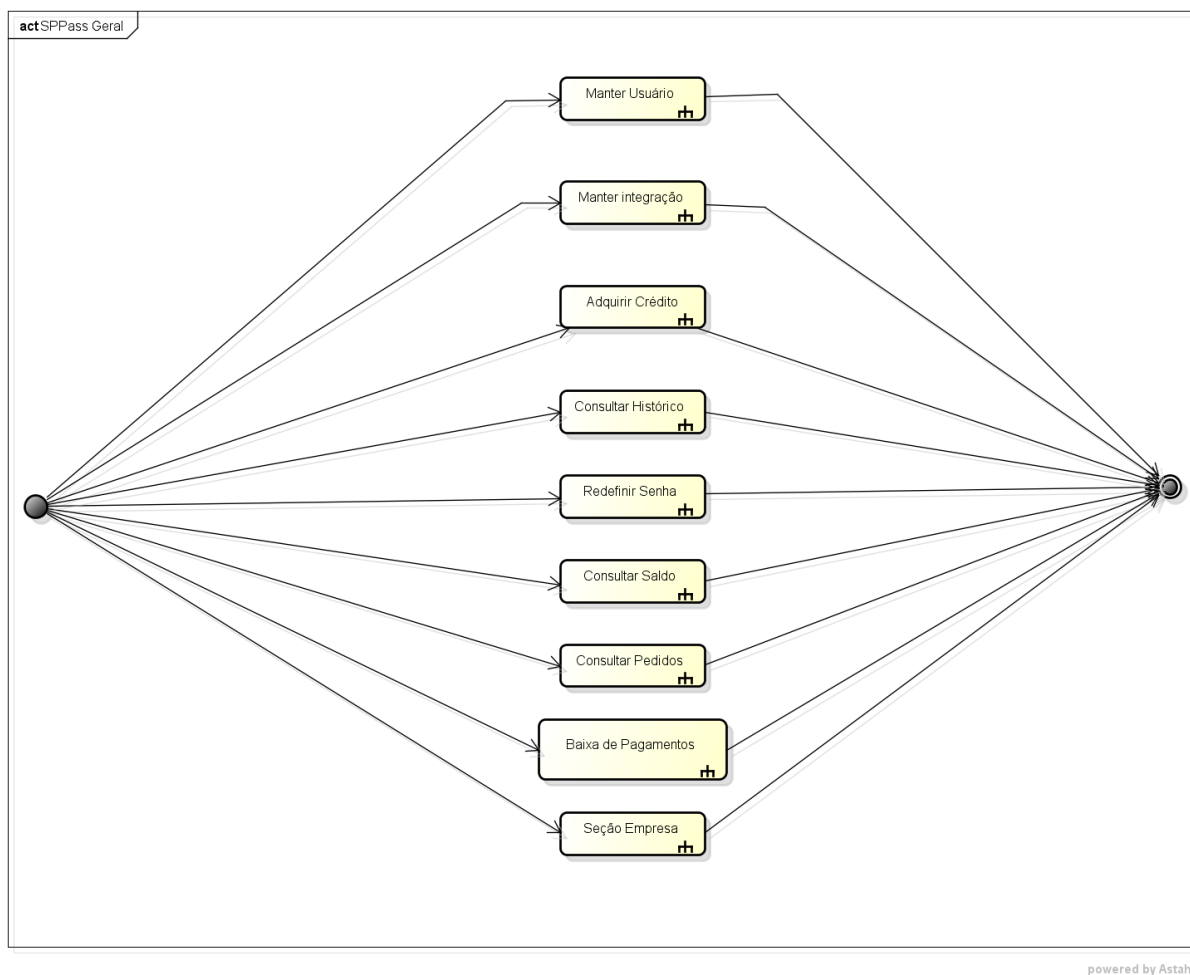 act SPPass Geral
Manter Usuário
Manter integração
Adquirir Crédito
Consultar Histórico
Redefinir Senha
Consultar Saldo
Consultar Pedidos
Baixa de Pagamentos
Seção Empresa
powered by Astah